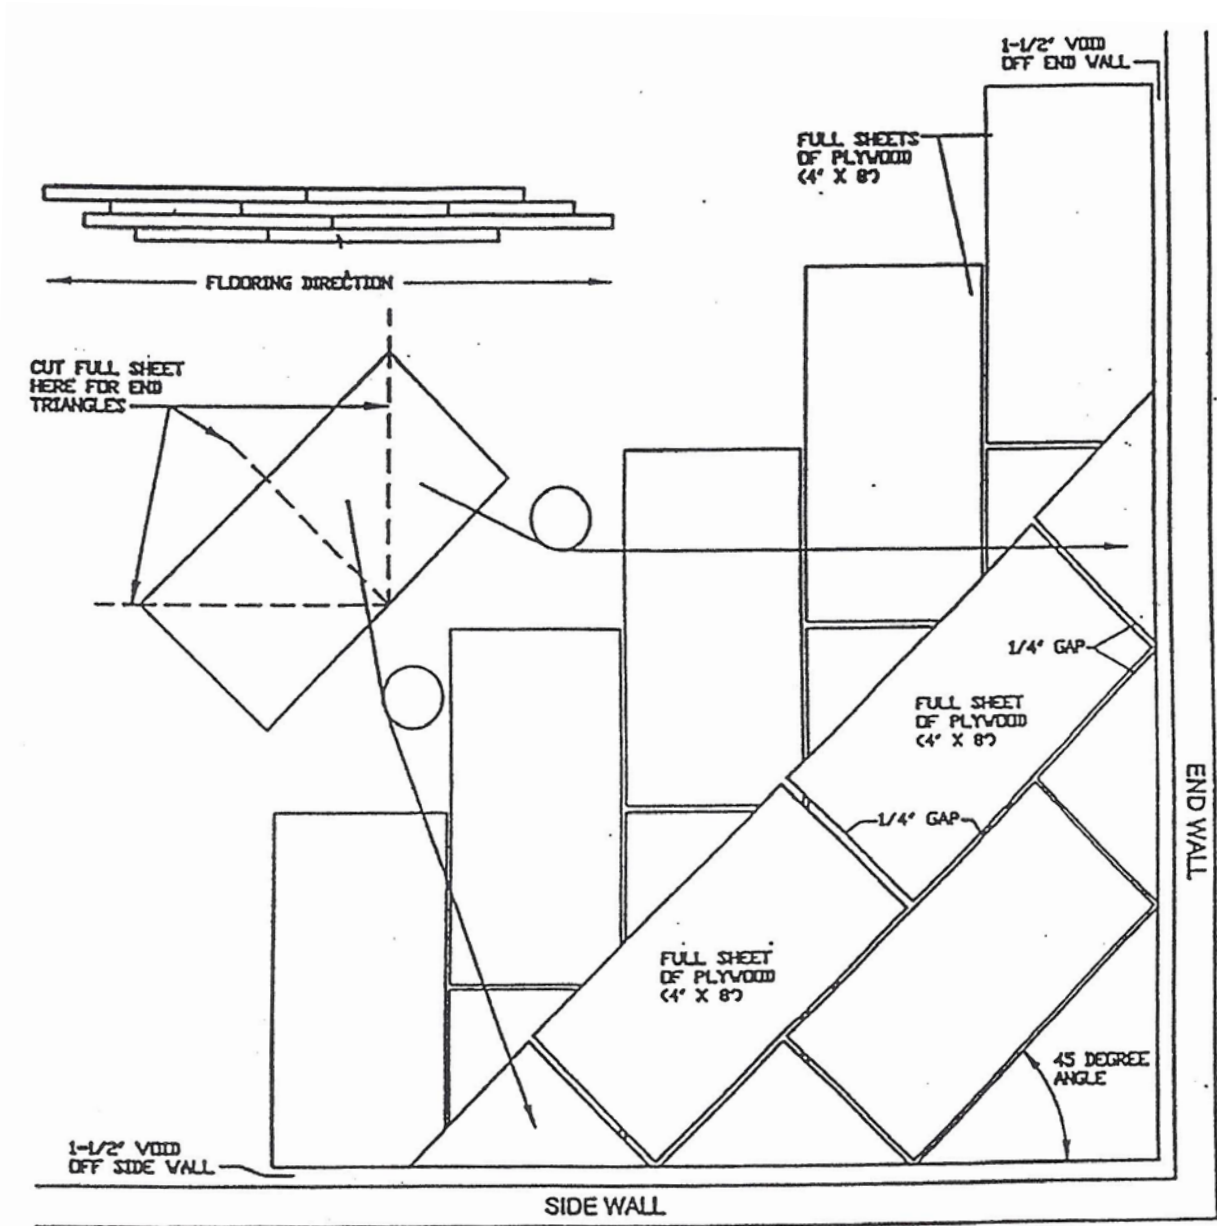 1-1/2" VOID
OFF END WALL
FULL SHEETS
OF PLYWOOD
(4' X 8')
FLOORING DIRECTION
CUT FULL SHEET
HERE FOR END
TRIANGLES
1/4" GAP
FULL SHEET
OF PLYWOOD
(4' X 8')
END WALL
1/4" GAP
FULL SHEET
OF PLYWOOD
(4' X 8')
45 DEGREE
ANGLE
1-1/2" VOID
OFF SIDE WALL
SIDE WALL